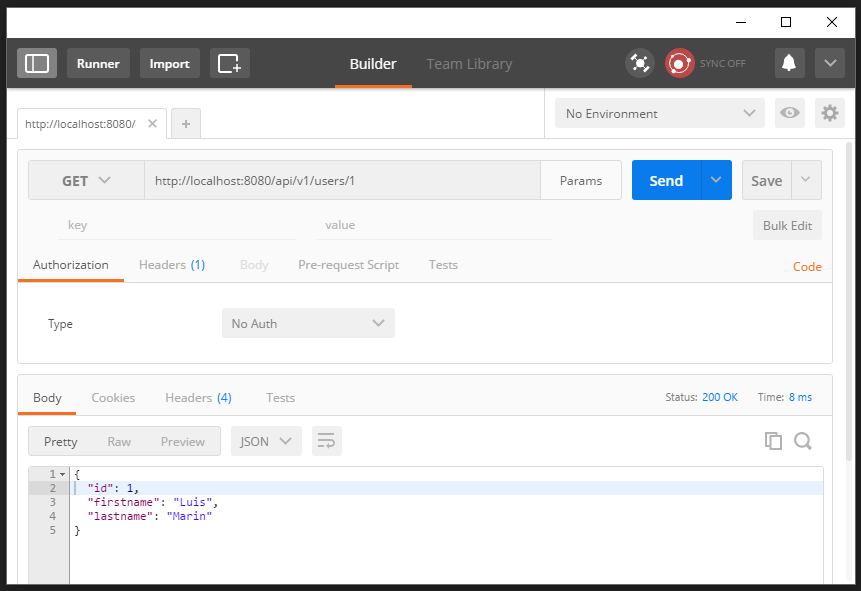 Runner Import Builder Team Library SYNC OFF
http://localhost:8080/ No Environment
GET http://localhost:8080/api/v1/users/1 Params Send Save
key value Bulk Edit
Authorization Headers (1) Body Pre-request Script Tests Code
Type No Auth
Body Cookies Headers (4) Tests Status: 200 OK Time: 8 ms
Pretty Raw Preview JSON
1 {
2 "id": 1,
3 "firstname": "Luis",
4 "lastname": "Marin"
5 }